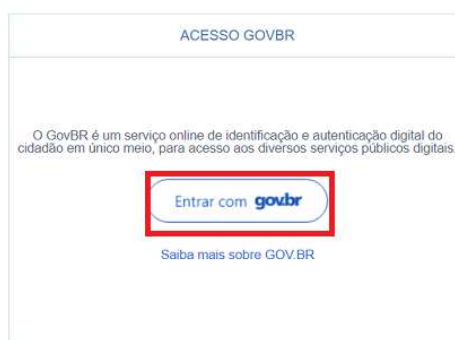 ACESSO GOVBR
O GovBR é um serviço online de identificação e autenticação digital do
cidadão em único meio, para acesso aos diversos serviços públicos digitais.
Entrar com gov.br
Saiba mais sobre GOV.BR